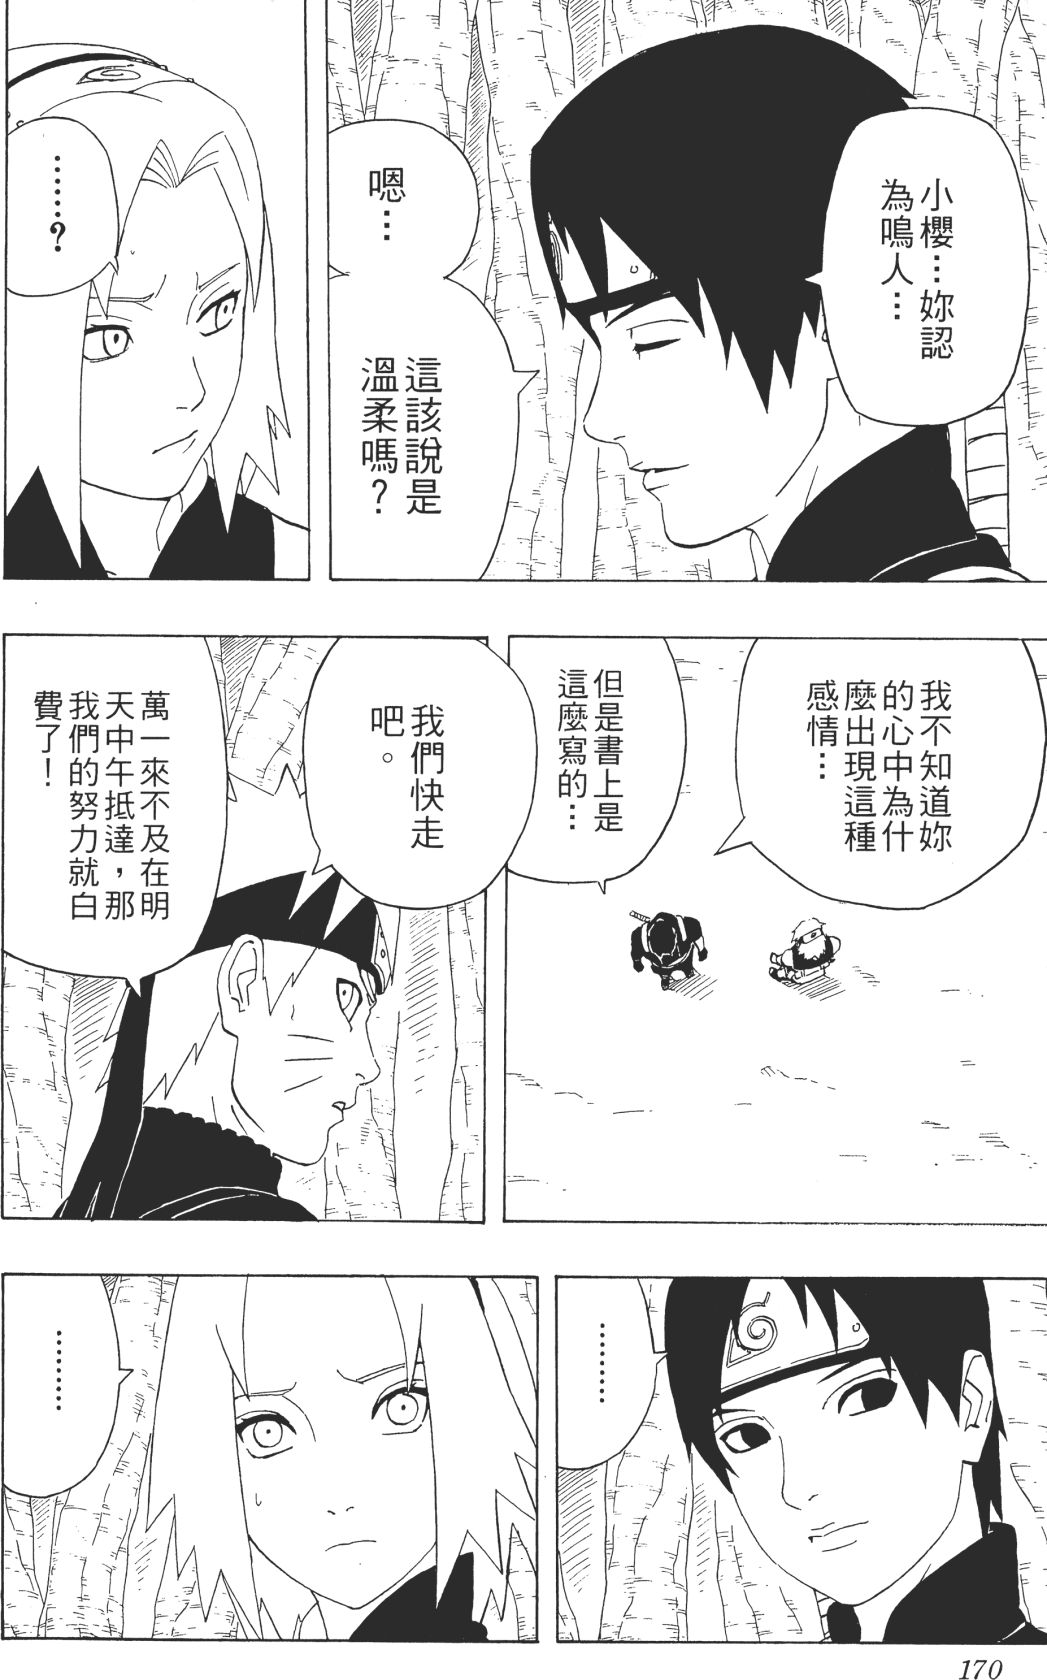 小櫻…妳認
為鳴人…
嗯…
這該說是
溫柔嗎？
……？
我不知道妳
的心中為什
麼出現這種
感情…
但是書上是
這麼寫的…
我們快走
吧。
萬一來不及在明
天中午抵達，那
我們的努力就白
費了！
………
………
170